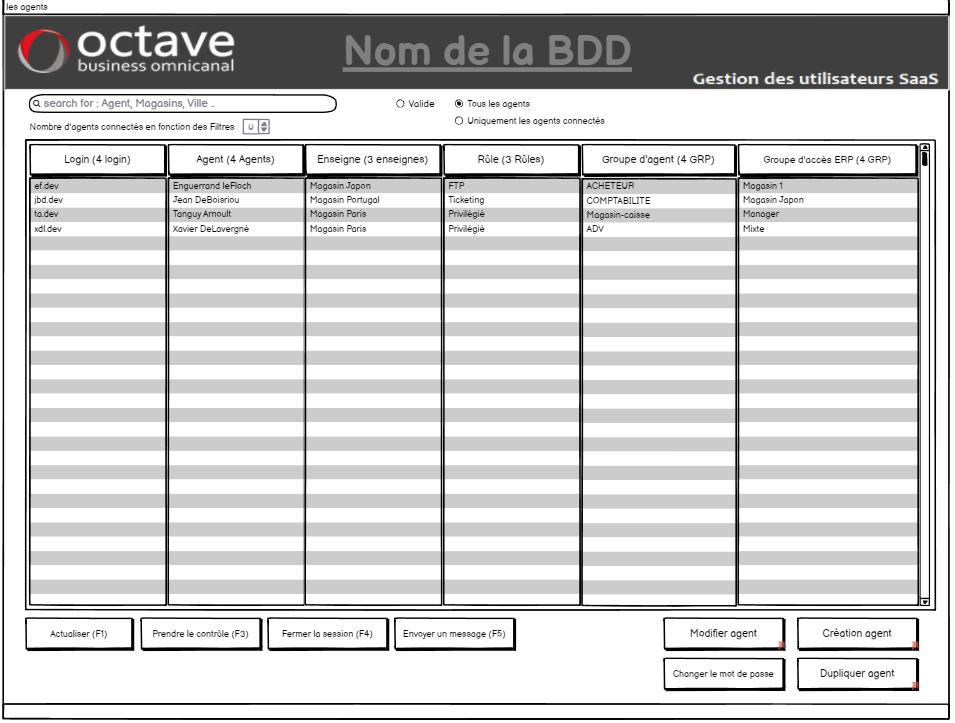 les agents
octave
business omnicanal
Nom de la BDD
Gestion des utilisateurs SaaS
search for : Agent, Magasins, Ville ..
Valide
Tous les agents
Nombre d'agents connectés en fonction des Filtres 0
Uniquement les agents connectés
Login (4 login) Agent (4 Agents) Enseigne (3 enseignes) Rôle (3 Rôles) Groupe d'agent (4 GRP) Groupe d'accès ERP (4 GRP)
ef.dev Enguerrand leFloch Magasin Japon FTP ACHETEUR Magasin 1
jbd.dev Jean DeBoisriou Magasin Portugal Ticketing COMPTABILITE Magasin Japon
ta.dev Tanguy Arnoult Magasin Paris Privilégié Magasin-caisse Manager
xdl.dev Xavier DeLavergné Magasin Paris Privilégié ADV Mixte
Actualiser (F1) Prendre le contrôle (F3) Fermer la session (F4) Envoyer un message (F5) Modifier agent Création agent
Changer le mot de passe Dupliquer agent